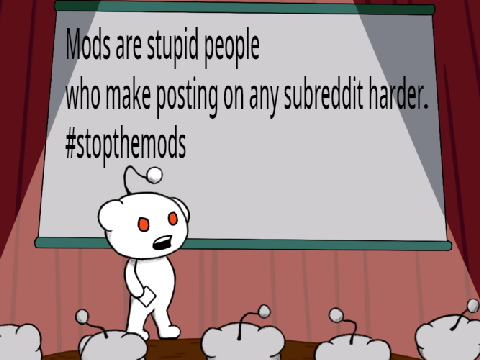 Mods are stupid people
who make posting on any subreddit harder.
#stopthemods